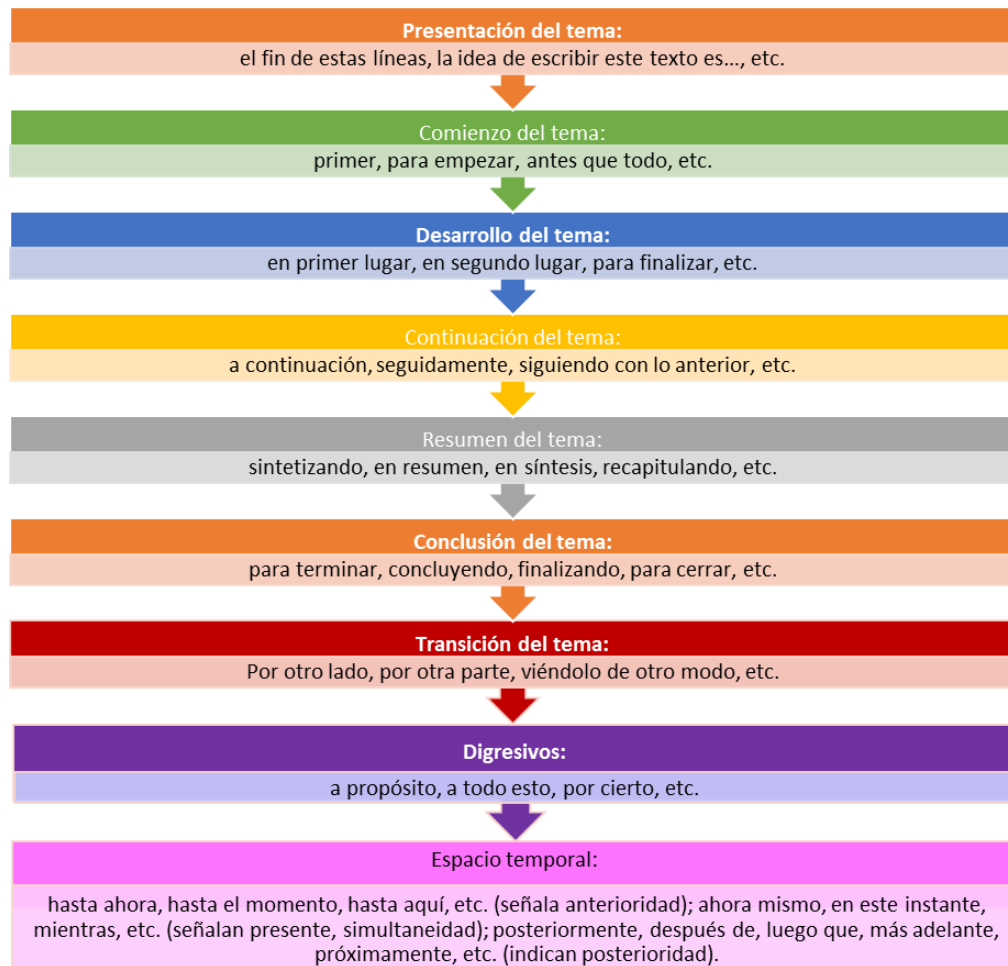 Presentación del tema:
el fin de estas líneas, la idea de escribir este texto es..., etc.
Comienzo del tema:
primer, para empezar, antes que todo, etc.
Desarrollo del tema:
en primer lugar, en segundo lugar, para finalizar, etc.
Continuación del tema:
a continuación, seguidamente, siguiendo con lo anterior, etc.
Resumen del tema:
sintetizando, en resumen, en síntesis, recapitulando, etc.
Conclusión del tema:
para terminar, concluyendo, finalizando, para cerrar, etc.
Transición del tema:
Por otro lado, por otra parte, viéndolo de otro modo, etc.
Digresivos:
a propósito, a todo esto, por cierto, etc.
Espacio temporal:
hasta ahora, hasta el momento, hasta aquí, etc. (señala anterioridad); ahora mismo, en este instante,
mientras, etc. (señalan presente, simultaneidad); posteriormente, después de, luego que, más adelante,
próximamente, etc. (indican posterioridad).